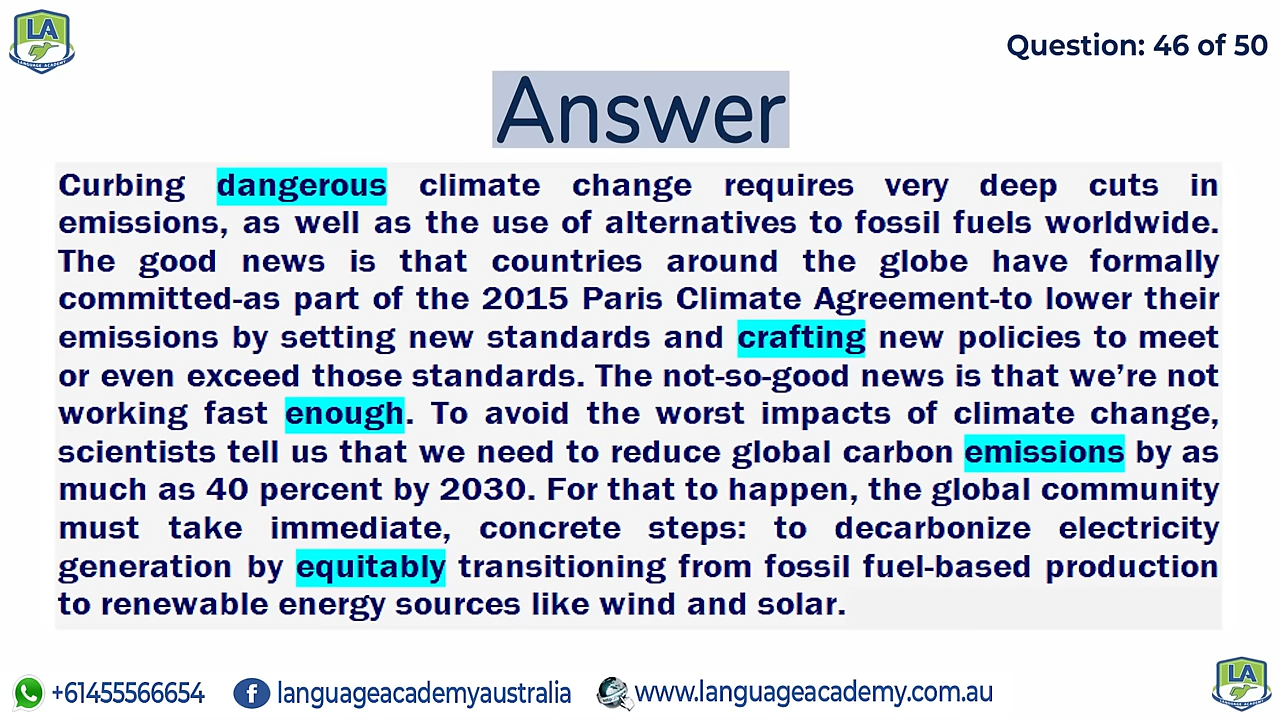 LA
LANGUAGE ACADEMY
Question: 46 of 50
Answer
Curbing dangerous climate change requires very deep cuts in
emissions, as well as the use of alternatives to fossil fuels worldwide.
The good news is that countries around the globe have formally
committed-as part of the 2015 Paris Climate Agreement-to lower their
emissions by setting new standards and crafting new policies to meet
or even exceed those standards. The not-so-good news is that we’re not
working fast enough. To avoid the worst impacts of climate change,
scientists tell us that we need to reduce global carbon emissions by as
much as 40 percent by 2030. For that to happen, the global community
must take immediate, concrete steps: to decarbonize electricity
generation by equitably transitioning from fossil fuel-based production
to renewable energy sources like wind and solar.
+61455566654 languageacademyaustralia www.languageacademy.com.au
LA
LANGUAGE ACADEMY